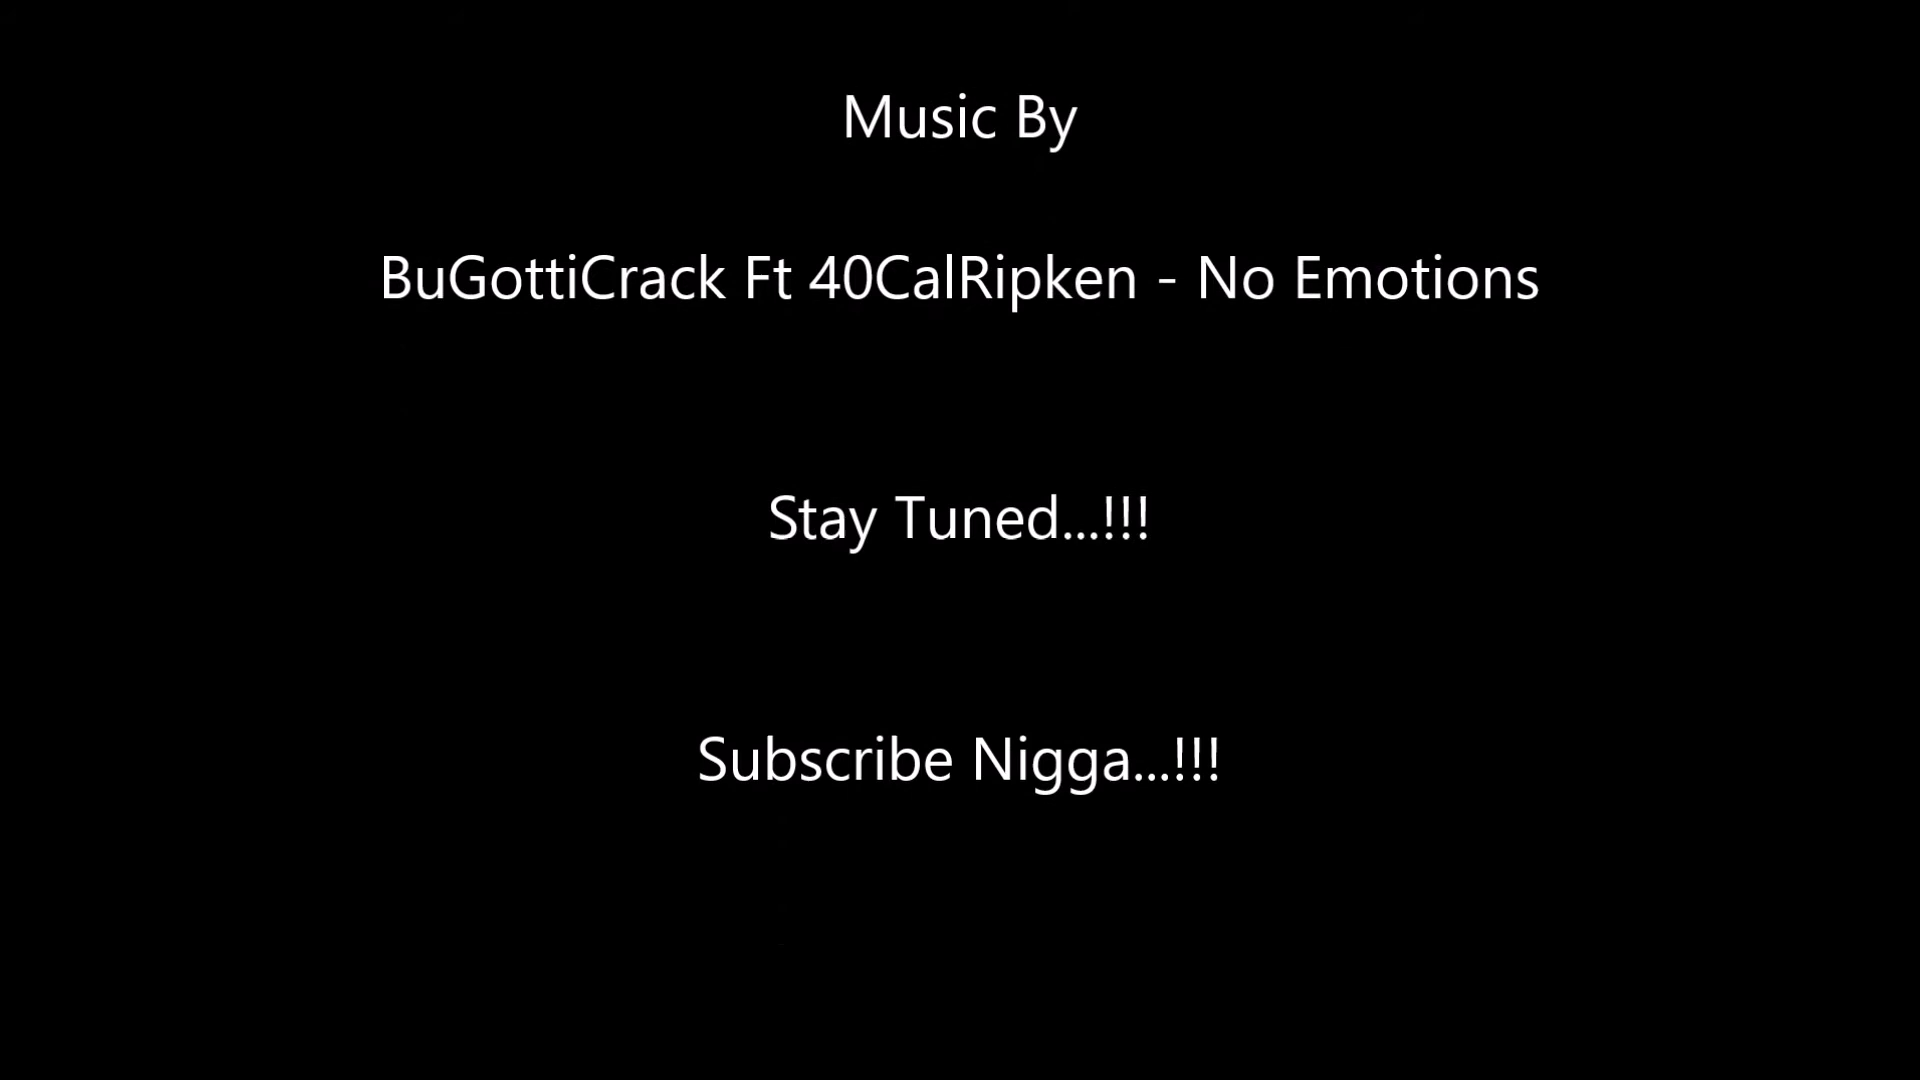 Music By
BuGottiCrack Ft 40CalRipken - No Emotions
Stay Tuned...!!!
Subscribe Nigga...!!!